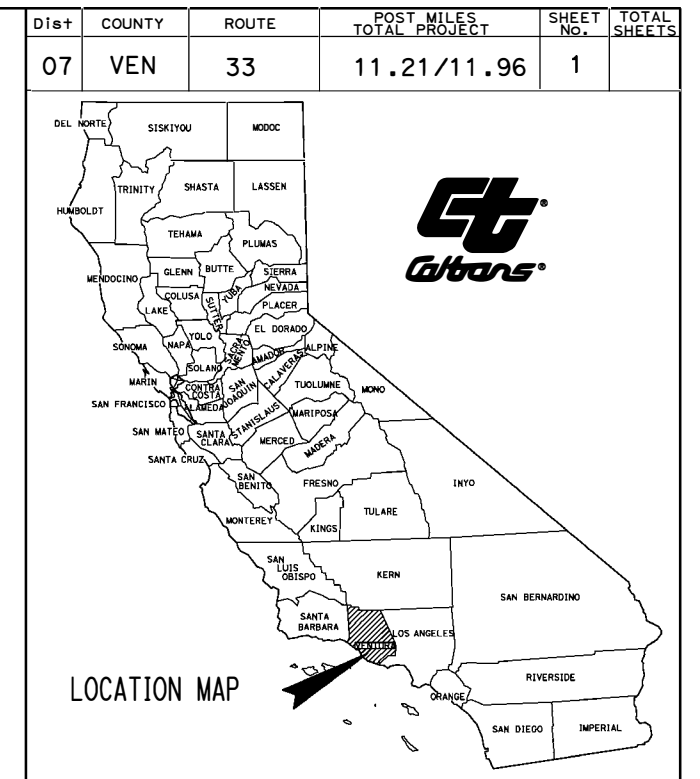 Dist COUNTY ROUTE POST MILES TOTAL PROJECT SHEET No. TOTAL SHEETS
07 VEN 33 11.21/11.96 1
DEL NORTE
SISKIYOU
MODOC
TRINITY
SHASTA
LASSEN
HUMBOLDT
TEHAMA
PLUMAS
Ct®
Caltrans®
MENDOCINO
GLENN
BUTTE
SIERRA
NEVADA
COLUSA
YUBA
PLACER
LAKE
SUTTER
EL DORADO
SONOMA
NAPA
YOLO
SACRAMENTO
AMADOR
ALPINE
SOLANO
CALAVERAS
MARIN
CONTRA COSTA
SAN JOAQUIN
TUOLUMNE
MONO
SAN FRANCISCO
ALAMEDA
STANISLAUS
MARIPOSA
SAN MATEO
SANTA CLARA
MERCED
MADERA
SANTA CRUZ
SAN BENITO
FRESNO
INYO
MONTEREY
KINGS
TULARE
SAN LUIS OBISPO
KERN
SAN BERNARDINO
SANTA BARBARA
VENTURA
LOS ANGELES
LOCATION MAP
ORANGE
RIVERSIDE
SAN DIEGO
IMPERIAL